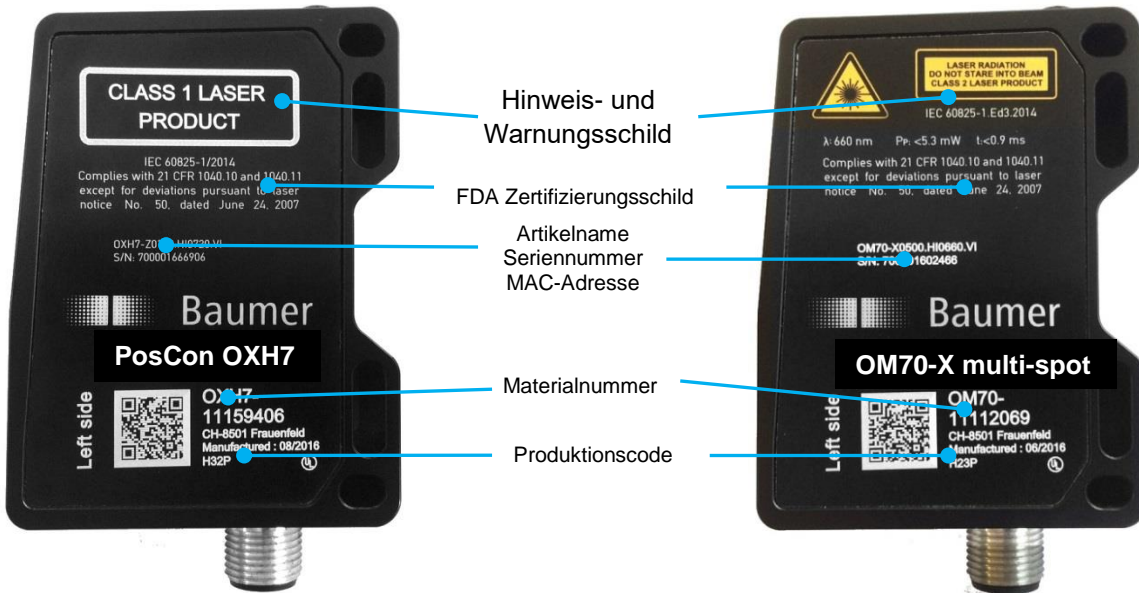 CLASS 1 LASER
PRODUCT
IEC 60825-1/2014
Complies with 21 CFR 1040.10 and 1040.11
except for deviations pursuant to laser
notice No. 50, dated June 24, 2007
S/N: 700001666906
Baumer
PosCon OXH7
Left side
OXH7-
11159406
CH-8501 Frauenfeld
Manufactured : 08/2016
H32P
UL
Hinweis- und
Warnungsschild
FDA Zertifizierungsschild
Artikelname
Seriennummer
MAC-Adresse
Materialnummer
Produktionscode
LASER RADIATION
DO NOT STARE INTO BEAM
CLASS 2 LASER PRODUCT
IEC 60825-1.Ed3.2014
λ: 660 nm PP: <5.3 mW t:<0.9 ms
Complies with 21 CFR 1040.10 and 1040.11
except for deviations pursuant to laser
notice No. 50, dated June 24, 2007
OM70-X0500.HI0660.VI
S/N: 700001602466
Baumer
OM70-X multi-spot
Left side
OM70-
11112069
CH-8501 Frauenfeld
Manufactured : 06/2016
H23P
UL